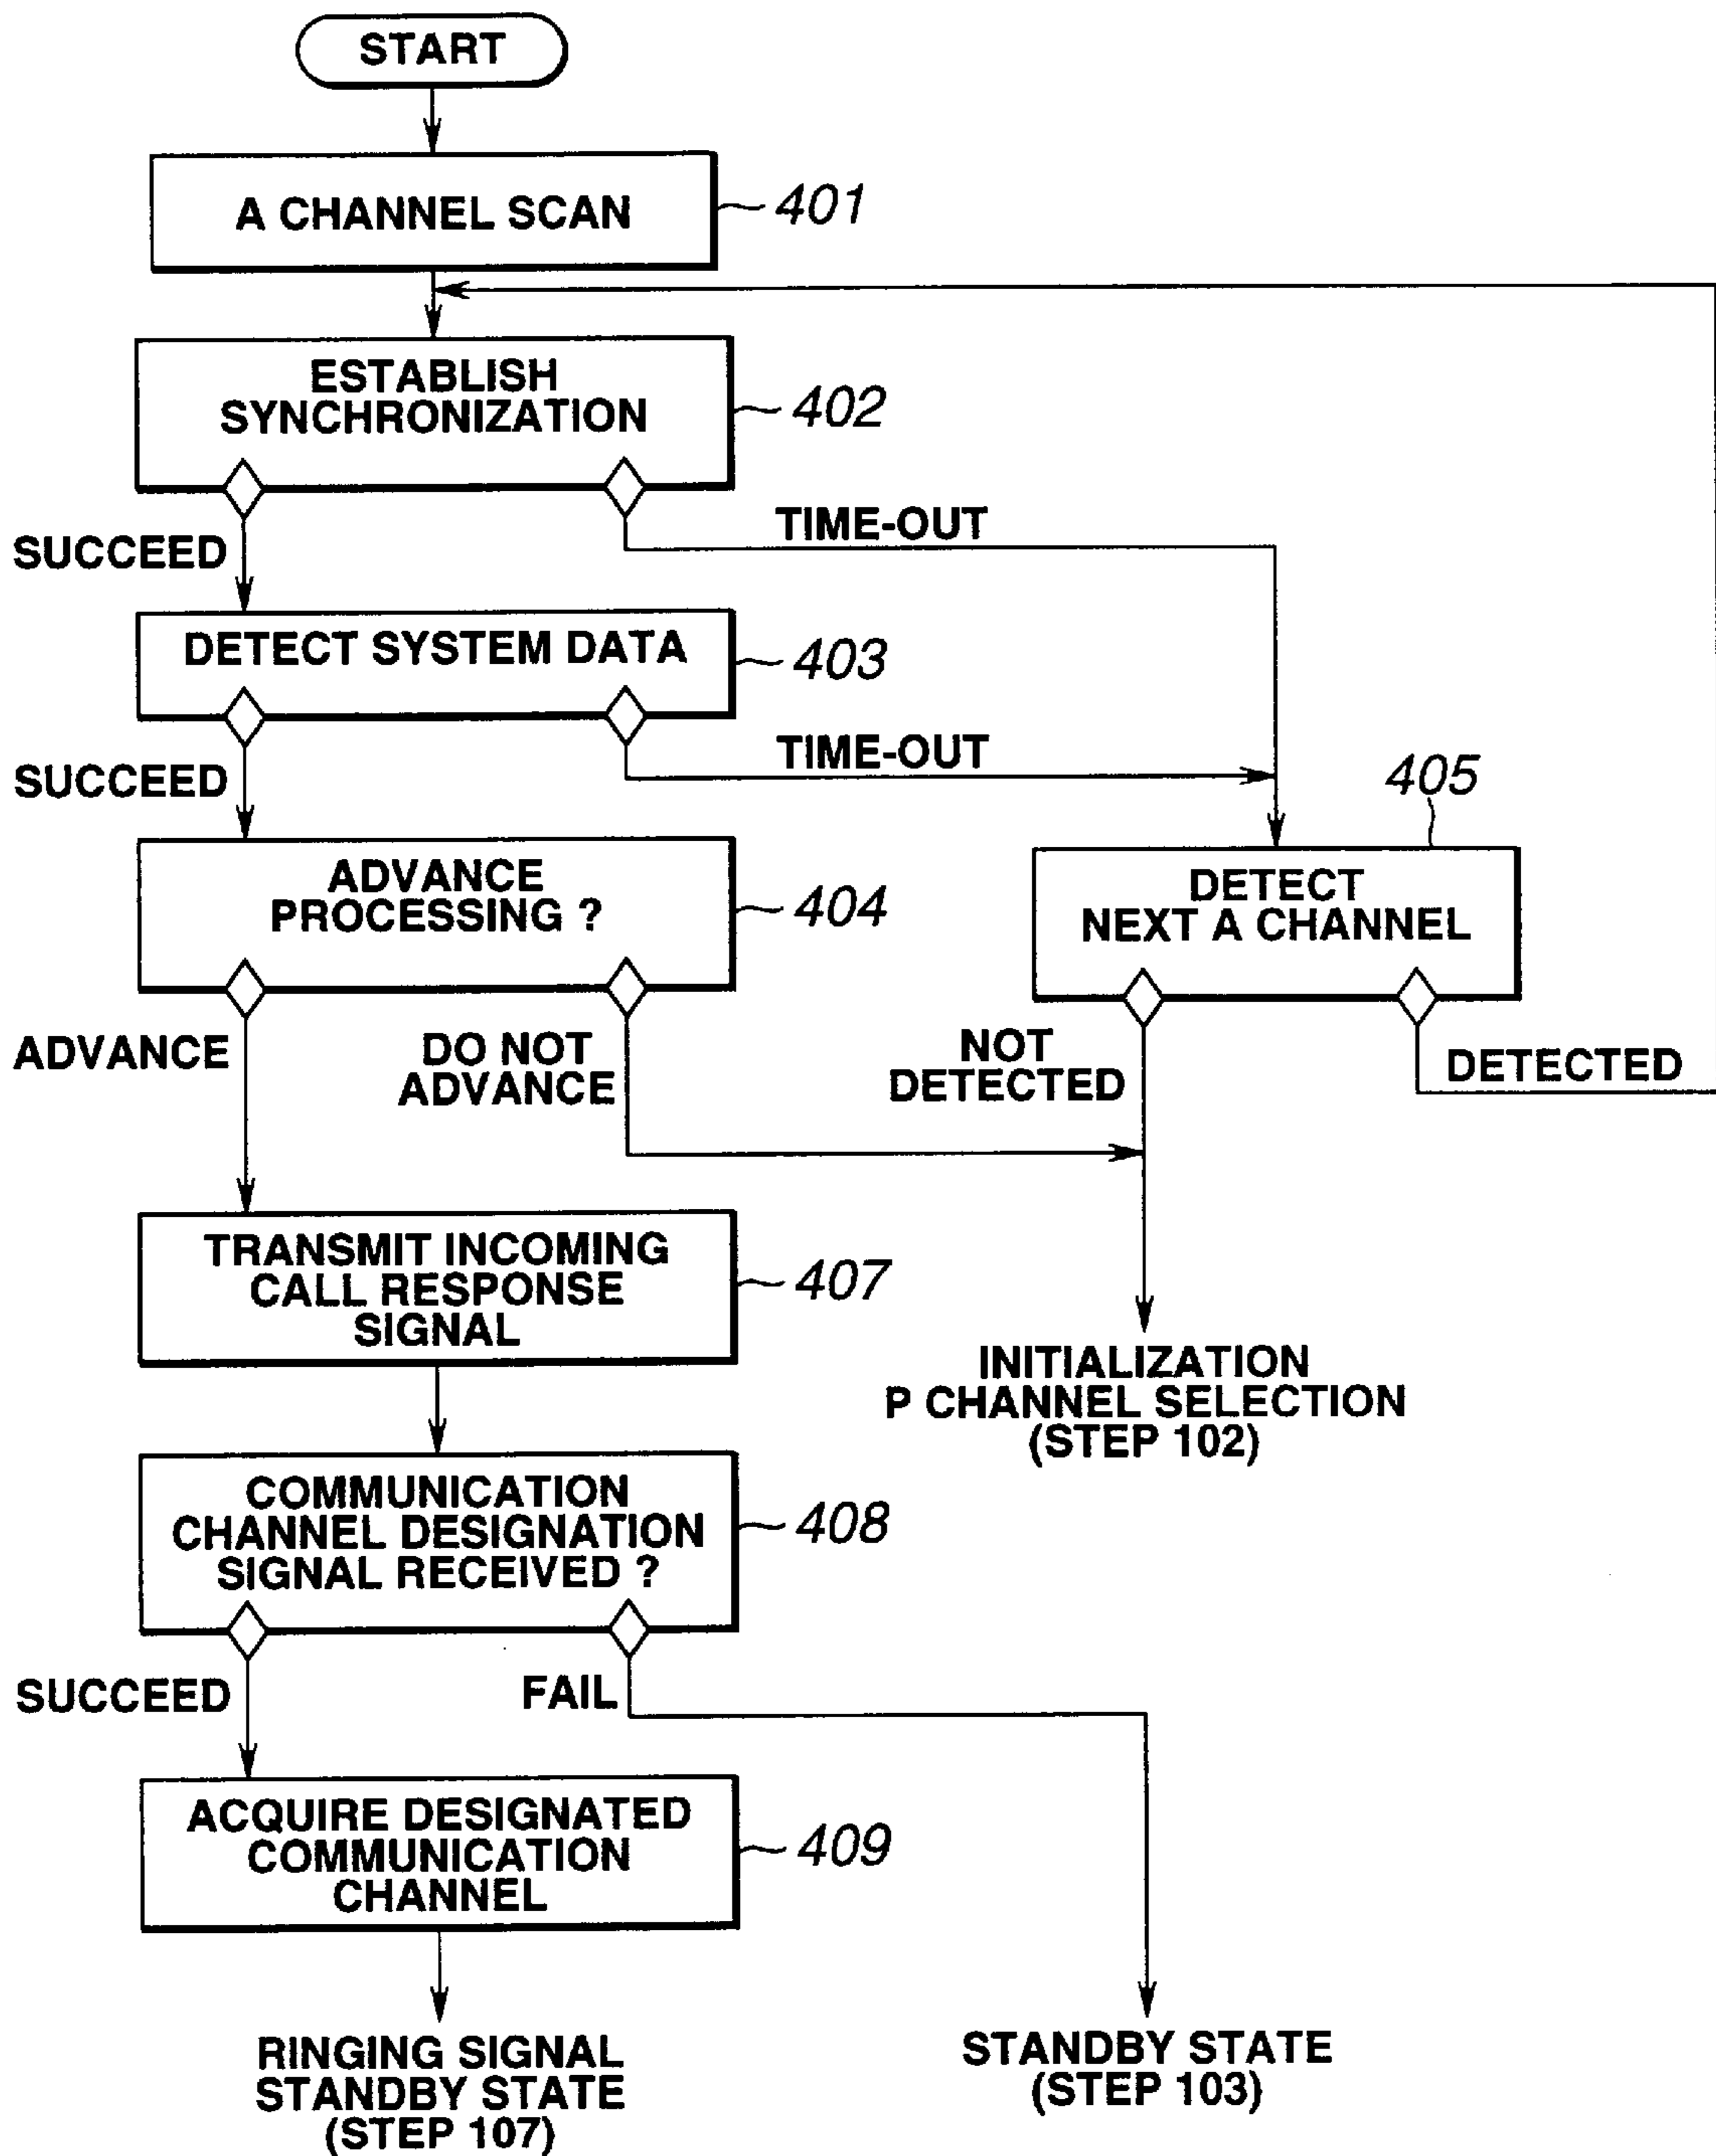 START
A CHANNEL SCAN
401
ESTABLISH
SYNCHRONIZATION
402
SUCCEED
TIME-OUT
DETECT SYSTEM DATA
403
SUCCEED
TIME-OUT
405
ADVANCE
PROCESSING ?
404
DETECT
NEXT A CHANNEL
ADVANCE
DO NOT
ADVANCE
NOT
DETECTED
DETECTED
TRANSMIT INCOMING
CALL RESPONSE
SIGNAL
407
INITIALIZATION
P CHANNEL SELECTION
(STEP 102)
COMMUNICATION
CHANNEL DESIGNATION
SIGNAL RECEIVED ?
408
SUCCEED
FAIL
ACQUIRE DESIGNATED
COMMUNICATION
CHANNEL
409
RINGING SIGNAL
STANDBY STATE
(STEP 107)
STANDBY STATE
(STEP 103)